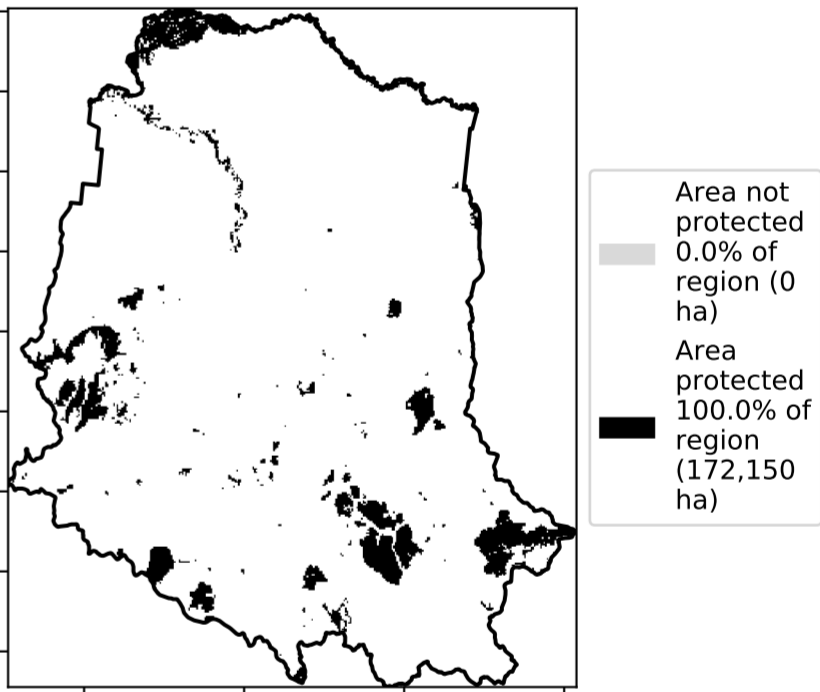 Area not
protected
0.0% of
region (0
ha)
Area
protected
100.0% of
region
(172,150
ha)